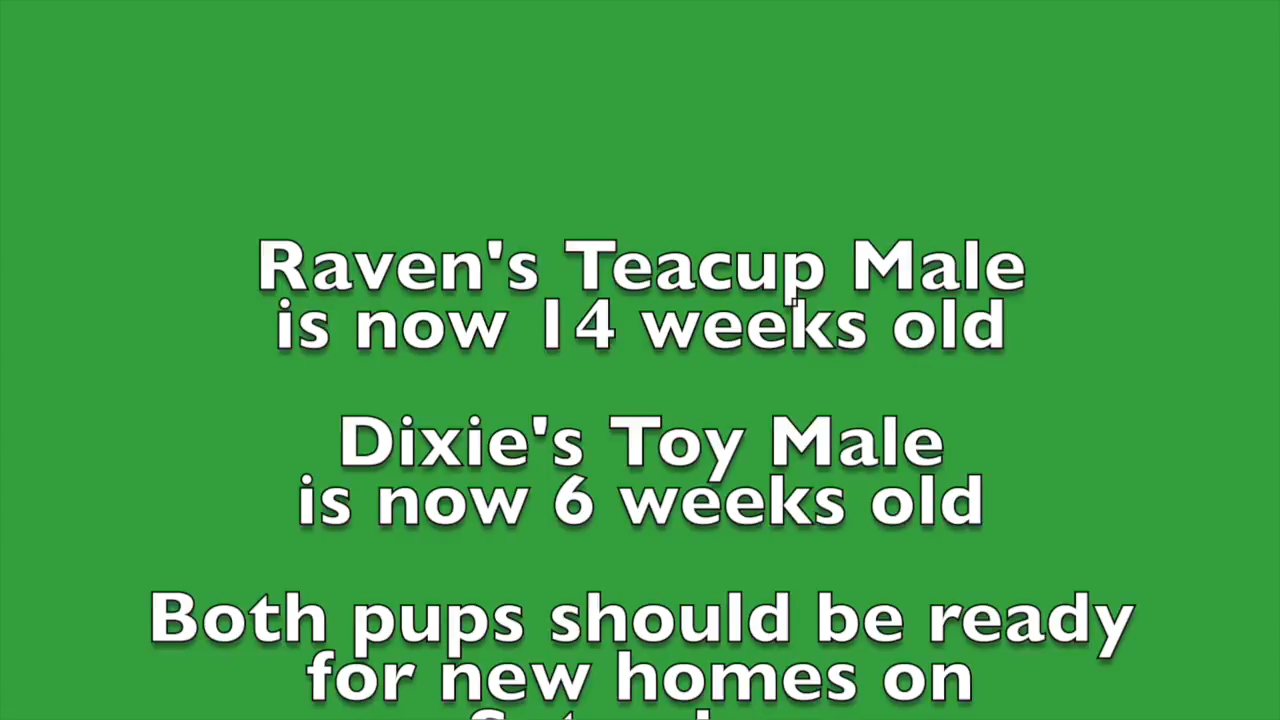 Raven's Teacup Male
is now 14 weeks old
Dixie's Toy Male
is now 6 weeks old
Both pups should be ready
for new homes on